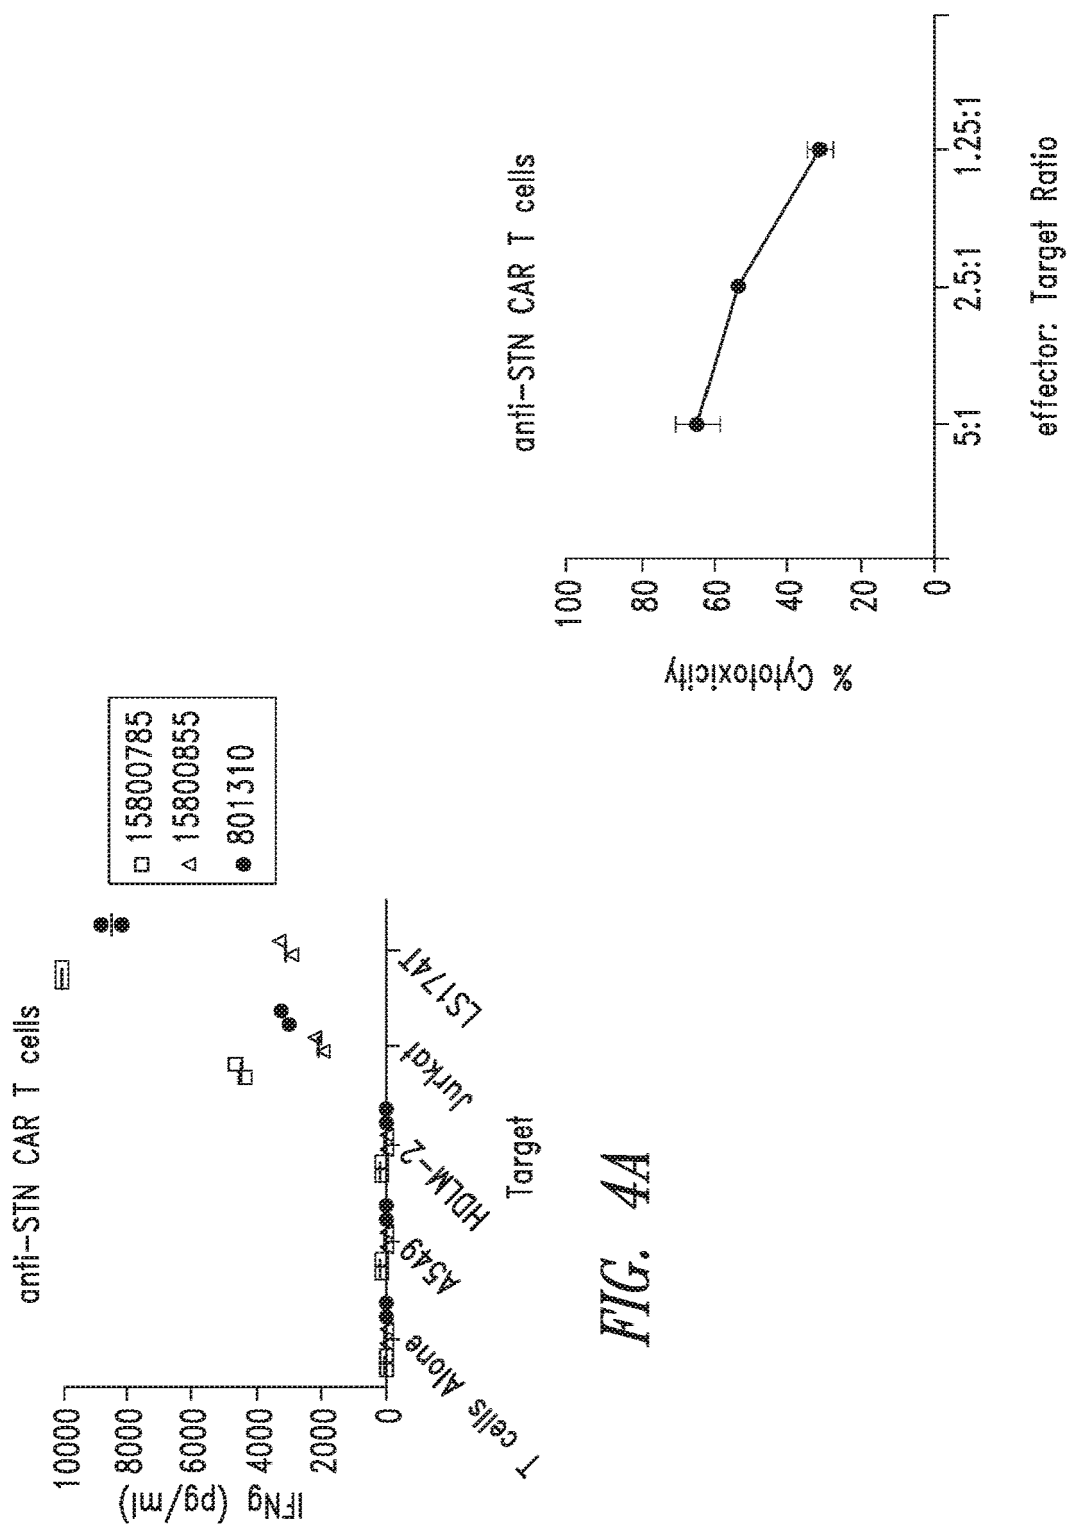 anti-STN CAR T cells
IFNg (pg/ml)
10000
8000
6000
4000
2000
0
T cells Alone
A549
HDLM-2
Jurkat
LS174T
Target
15800785
15800855
801310
FIG. 4A
anti-STN CAR T cells
% Cytotoxicity
100
80
60
40
20
0
5:1
2.5:1
1.25:1
effector: Target Ratio